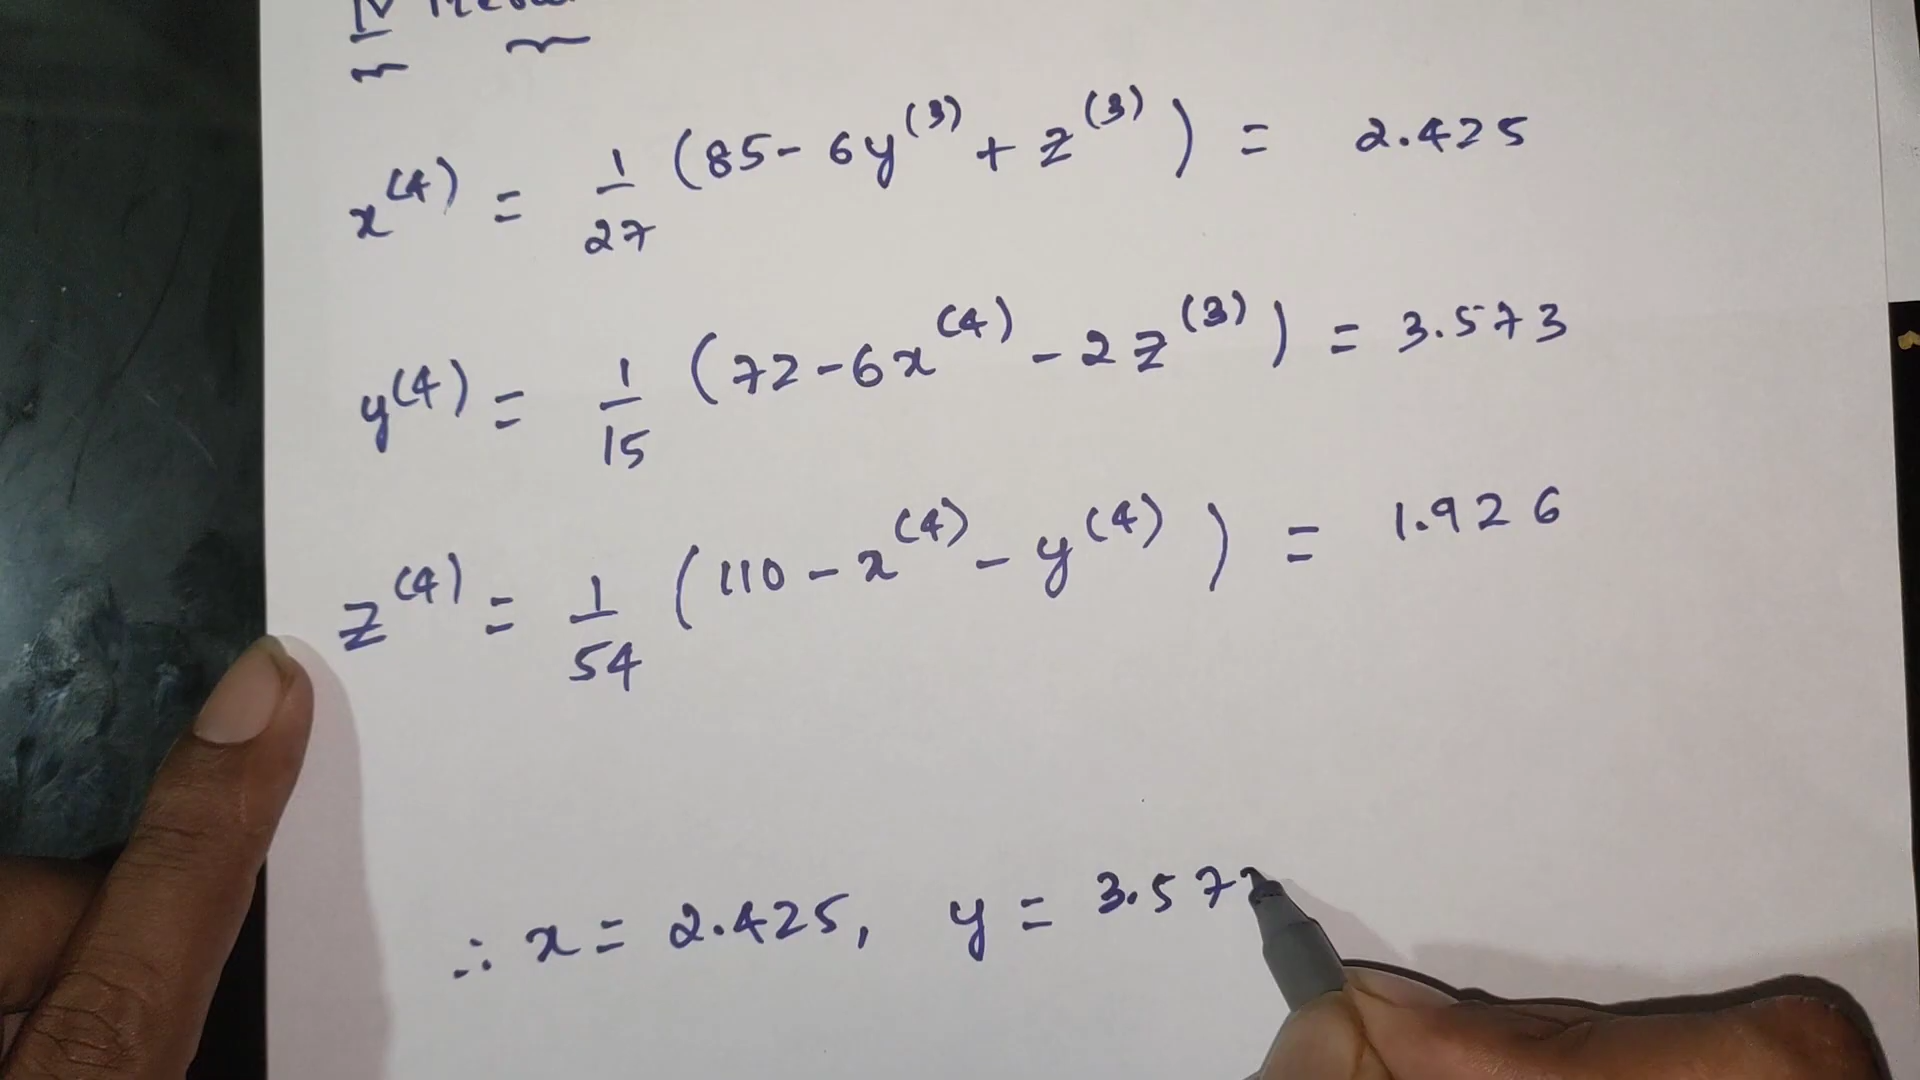 IV
x^(4) = 1/27 (85 - 6y^(3) + z^(3)) = 2.425
y^(4) = 1/15 (72 - 6x^(4) - 2z^(3)) = 3.573
z^(4) = 1/54 (110 - x^(4) - y^(4)) = 1.926
∴ x = 2.425, y = 3.57